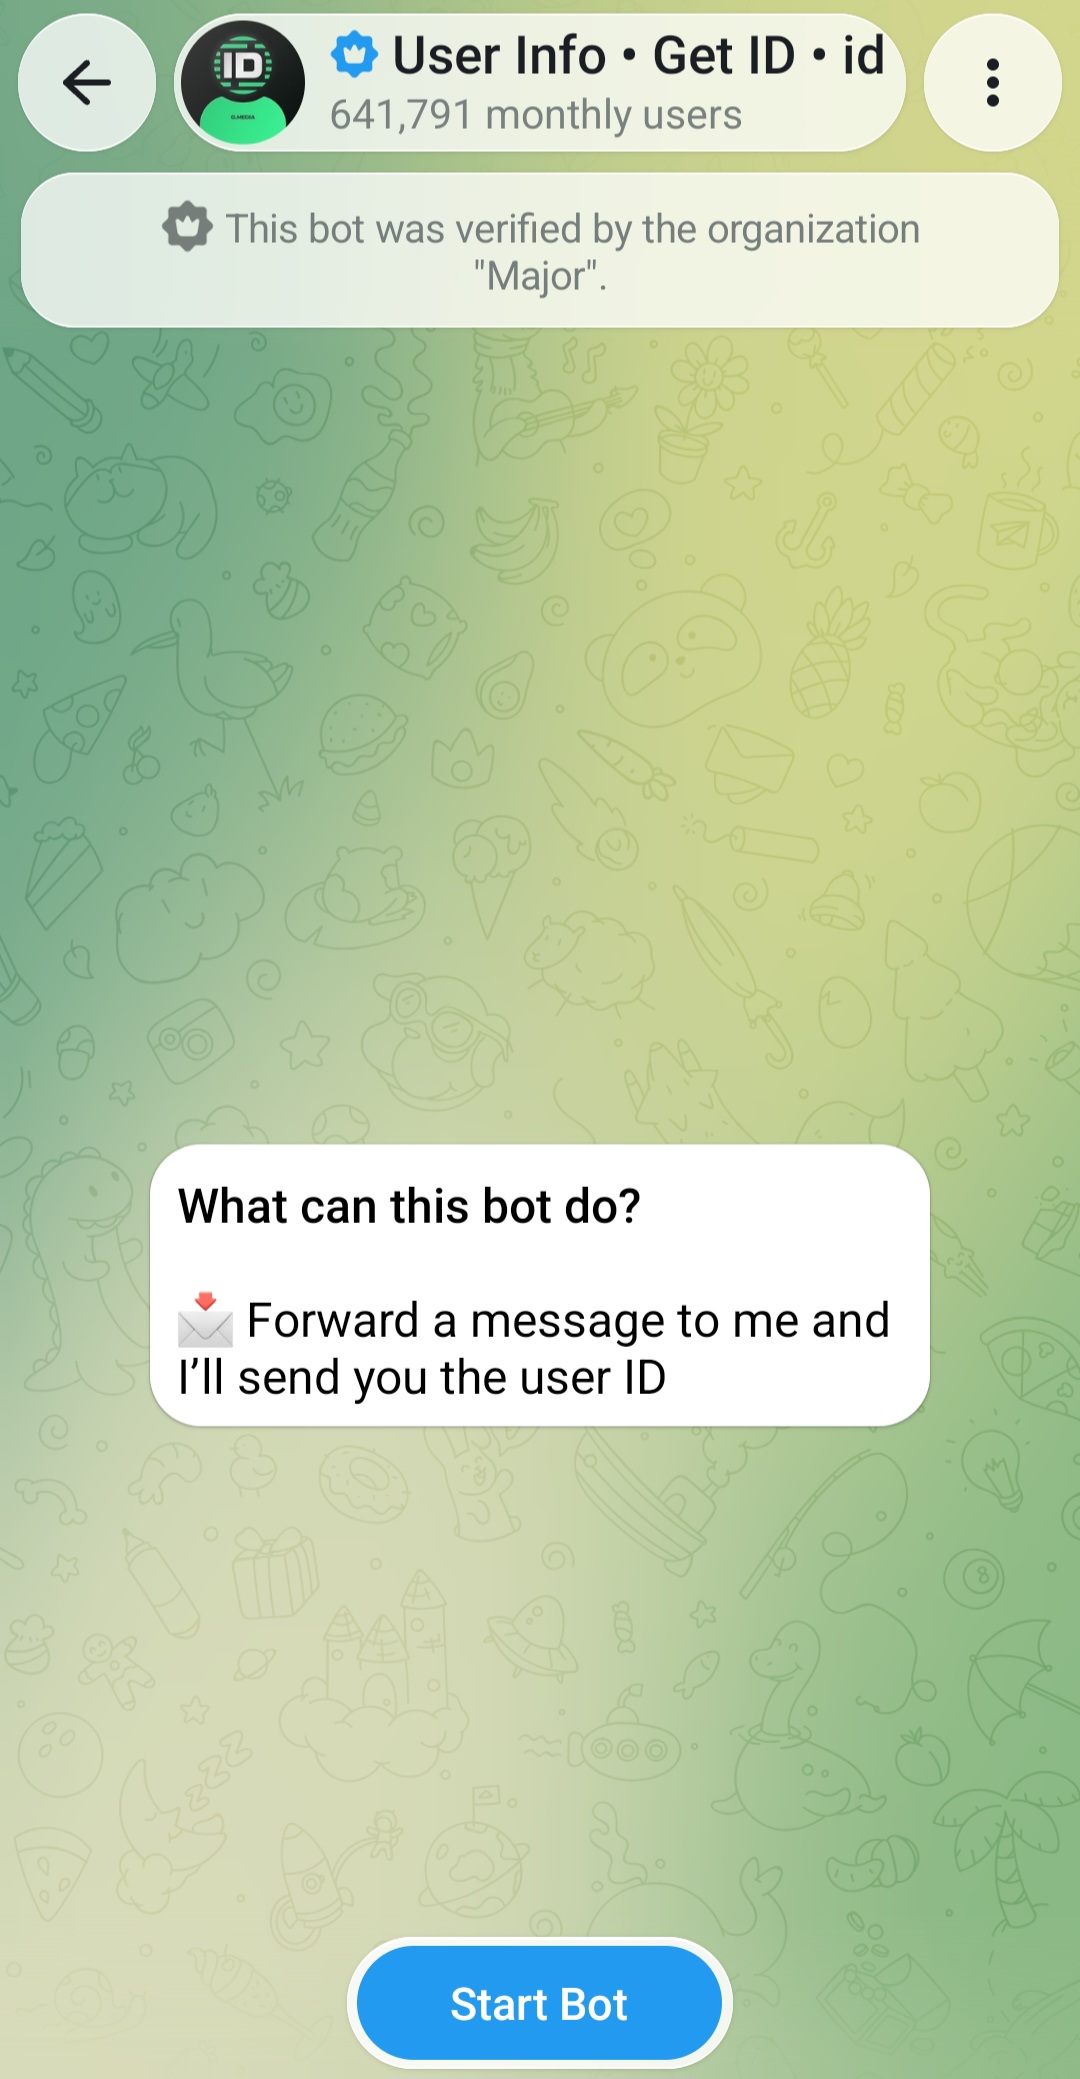 ID
User Info • Get ID • id
641,791 monthly users
This bot was verified by the organization
"Major".
What can this bot do?
📩 Forward a message to me and
I’ll send you the user ID
Start Bot